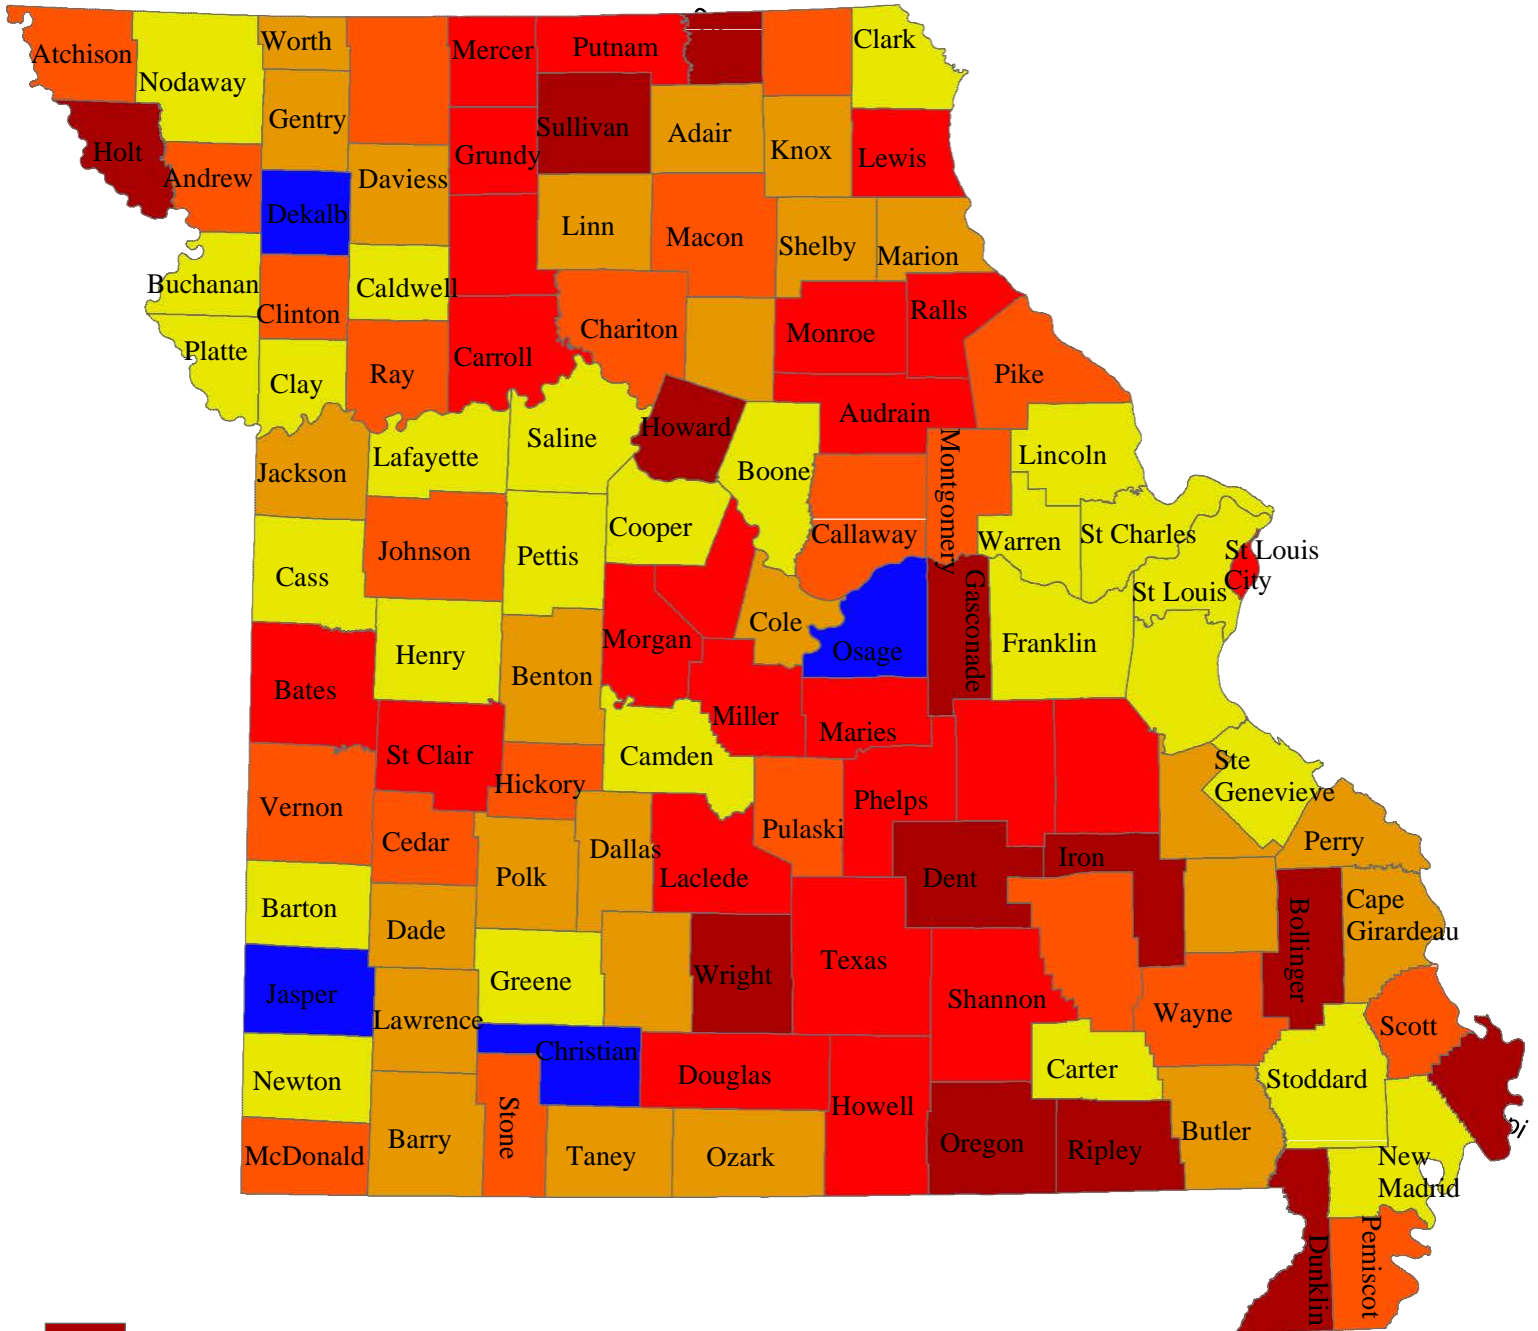 Atchison
Nodaway
Worth
Mercer
Putnam
Clark
Gentry
Holt
Andrew
Dekalb
Daviess
Grundy
Sullivan
Adair
Knox
Lewis
Linn
Macon
Shelby
Marion
Buchanan
Clinton
Caldwell
Chariton
Monroe
Ralls
Platte
Clay
Ray
Carroll
Pike
Audrain
Howard
Saline
Boone
Montgomery
Lincoln
Jackson
Lafayette
Cooper
Callaway
Warren
St Charles
St Louis
City
St Louis
Cass
Johnson
Pettis
Gasconade
Franklin
Cole
Osage
Morgan
Henry
Benton
Bates
Miller
Maries
St Clair
Camden
Hickory
Ste
Genevieve
Vernon
Phelps
Pulaski
Cedar
Dallas
Perry
Polk
Laclede
Dent
Iron
Barton
Dade
Bollinger
Cape
Girardeau
Greene
Wright
Texas
Jasper
Shannon
Wayne
Scott
Lawrence
Christian
Newton
Douglas
Carter
Stoddard
Howell
Stone
Barry
McDonald
Taney
Ozark
Oregon
Ripley
Butler
New
Madrid
Dunklin
Pemiscot